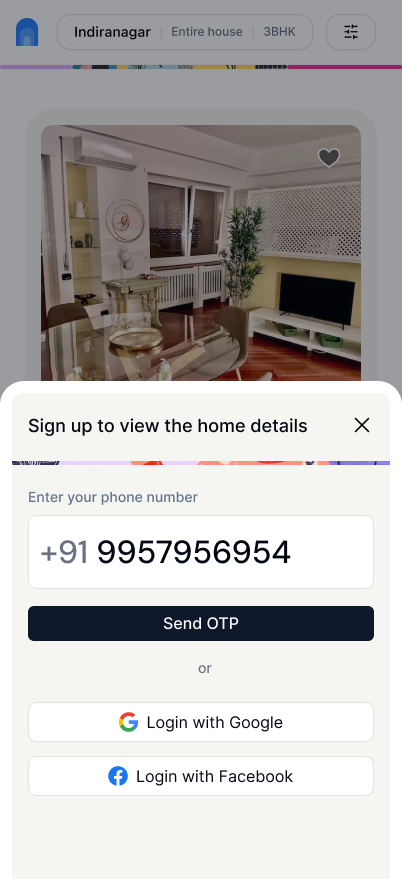 Indiranagar | Entire house | 3BHK
Sign up to view the home details
Enter your phone number
+91 9957956954
Send OTP
or
Login with Google
Login with Facebook